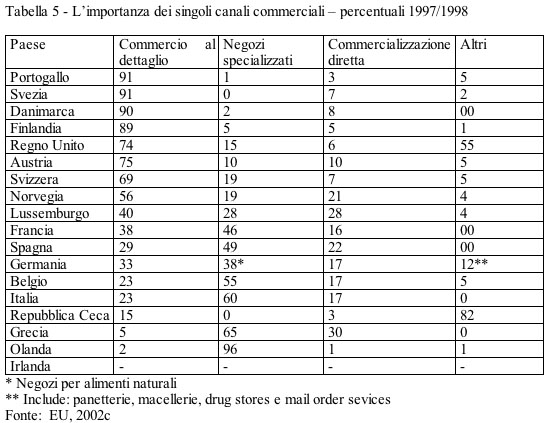 Tabella 5 - L'importanza dei singoli canali commerciali – percentuali 1997/1998
Paese Commercio al dettaglio Negozi specializzati Commercializzazione diretta Altri
Portogallo 91 1 3 5
Svezia 91 0 7 2
Danimarca 90 2 8 00
Finlandia 89 5 5 1
Regno Unito 74 15 6 55
Austria 75 10 10 5
Svizzera 69 19 7 5
Norvegia 56 19 21 4
Lussemburgo 40 28 28 4
Francia 38 46 16 00
Spagna 29 49 22 00
Germania 33 38* 17 12**
Belgio 23 55 17 5
Italia 23 60 17 0
Repubblica Ceca 15 0 3 82
Grecia 5 65 30 0
Olanda 2 96 1 1
Irlanda - - - -
* Negozi per alimenti naturali
** Include: panetterie, macellerie, drug stores e mail order sevices
Fonte: EU, 2002c